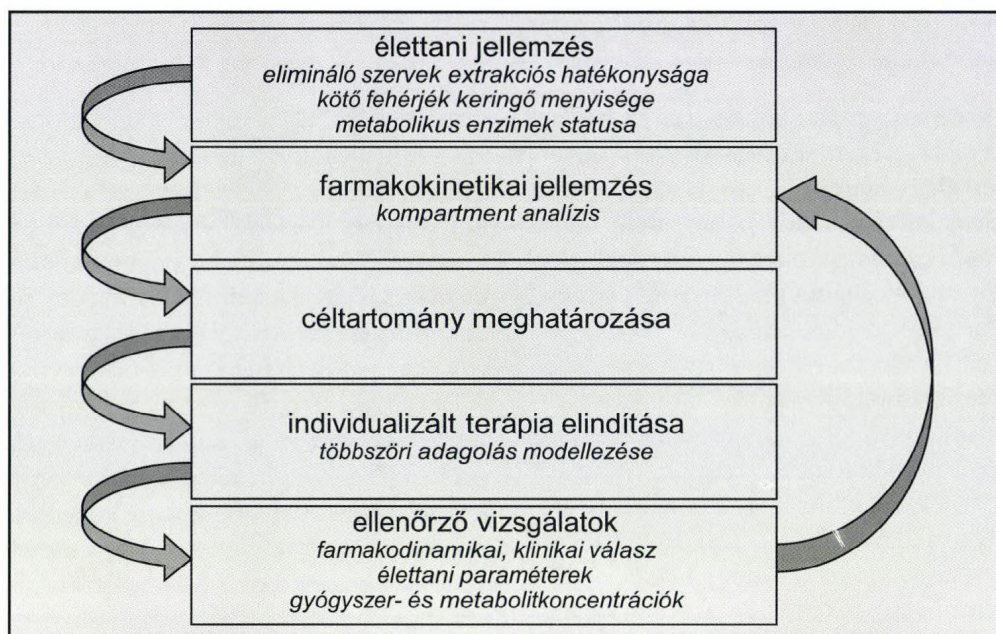 élettani jellemzés
elimináló szervek extrakciós hatékonysága
kötő fehérjék keringő menyisége
metabolikus enzimek statusa
farmakokinetikai jellemzés
kompartment analízis
céltartomány meghatározása
individualizált terápia elindítása
többszöri adagolás modellezése
ellenőrző vizsgálatok
farmakodinamikai, klinikai válasz
élettani paraméterek
gyógyszer- és metabolitkoncentrációk